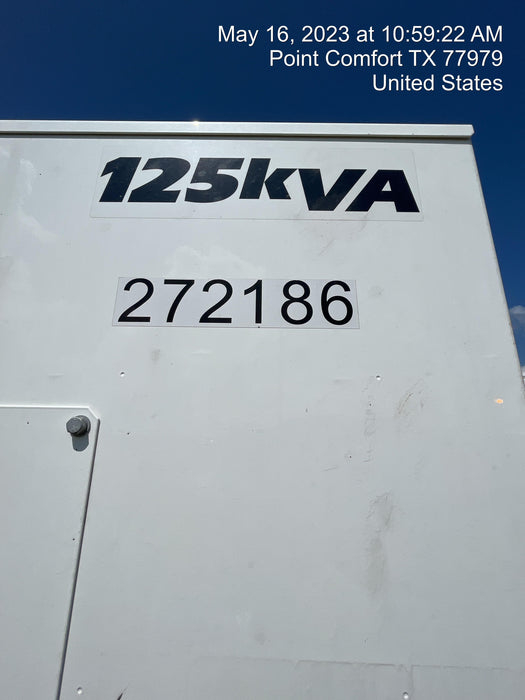 May 16, 2023 at 10:59:22 AM
Point Comfort TX 77979
United States
125kVA
272186